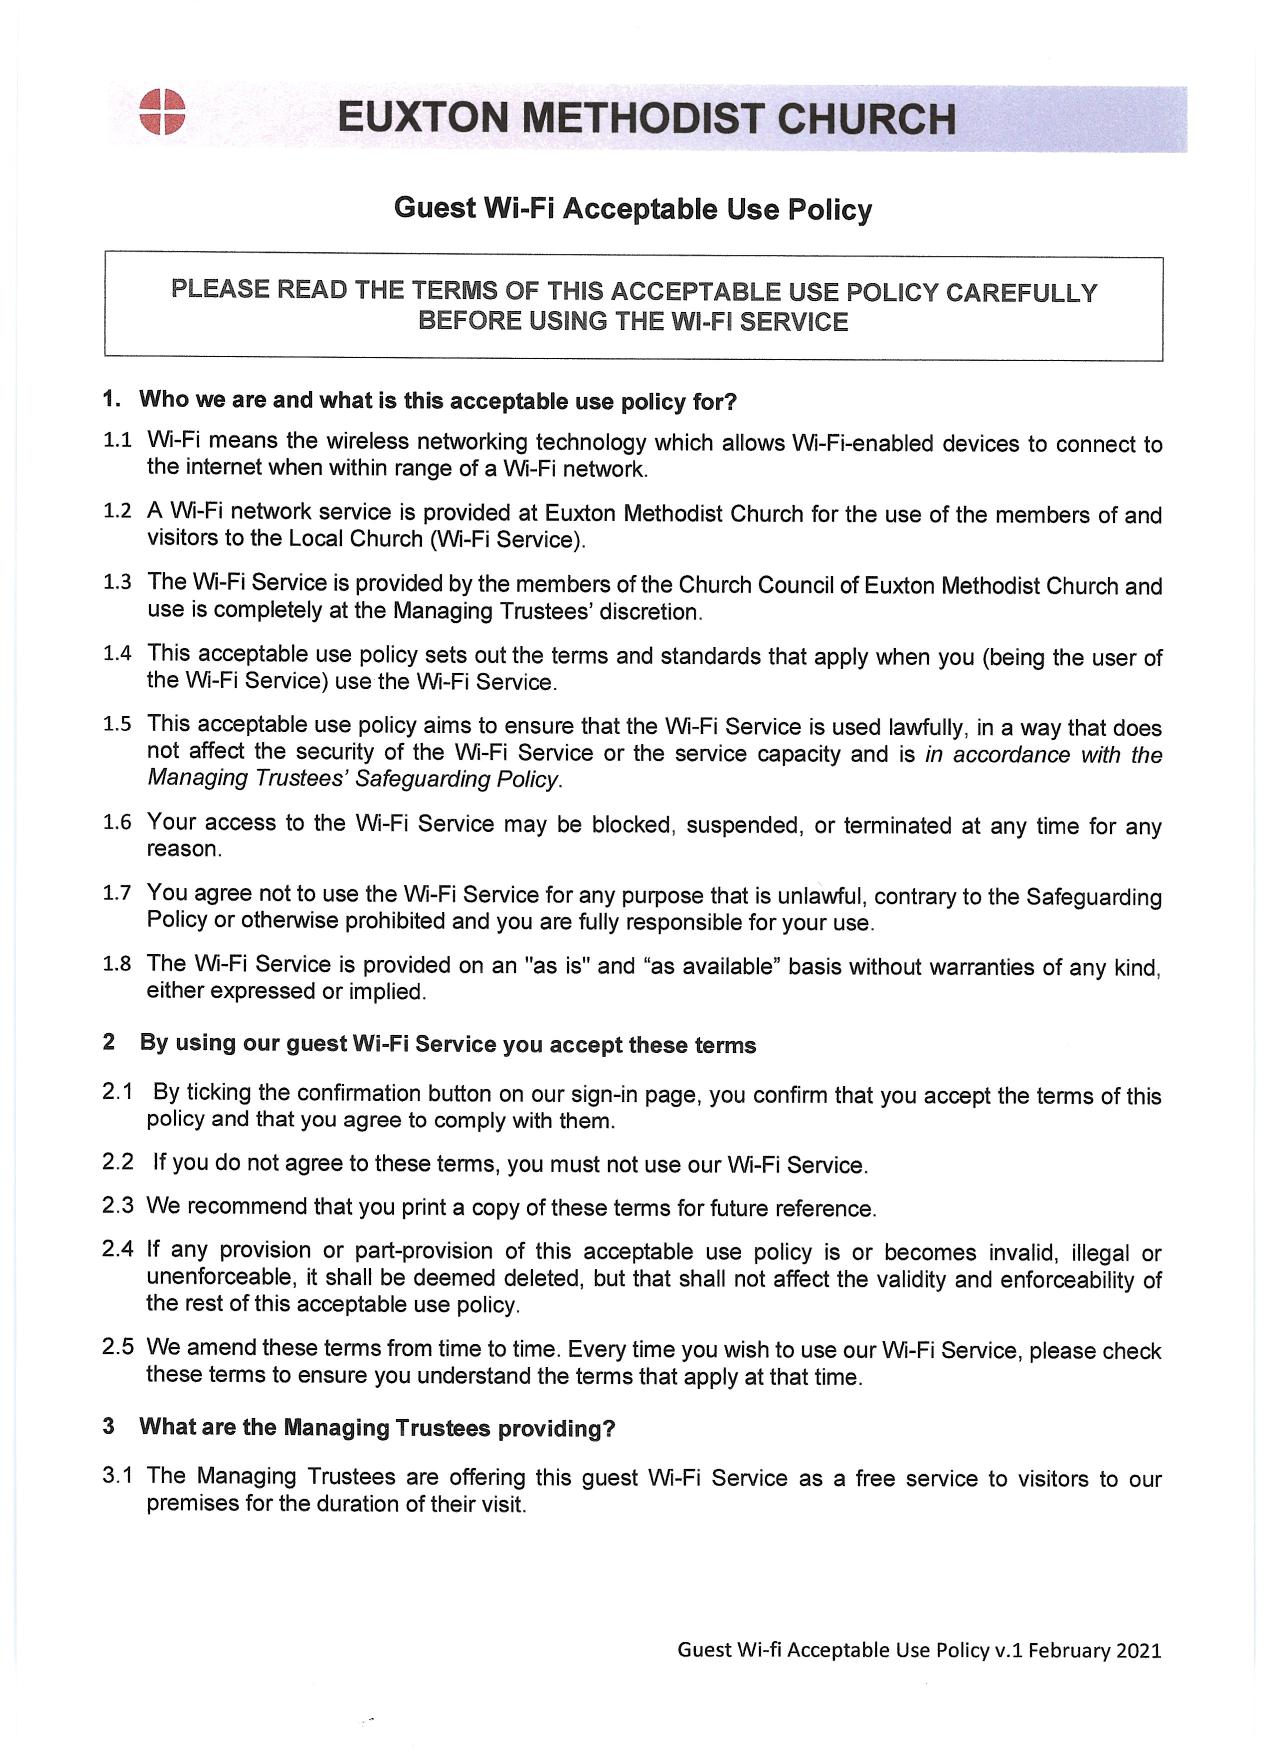 EUXTON METHODIST CHURCH
Guest Wi-Fi Acceptable Use Policy
PLEASE READ THE TERMS OF THIS ACCEPTABLE USE POLICY CAREFULLY
BEFORE USING THE WI-FI SERVICE
1. Who we are and what is this acceptable use policy for?
1.1 Wi-Fi means the wireless networking technology which allows Wi-Fi-enabled devices to connect to
the internet when within range of a Wi-Fi network.
1.2 A Wi-Fi network service is provided at Euxton Methodist Church for the use of the members of and
visitors to the Local Church (Wi-Fi Service).
1.3 The Wi-Fi Service is provided by the members of the Church Council of Euxton Methodist Church and
use is completely at the Managing Trustees’ discretion.
1.4 This acceptable use policy sets out the terms and standards that apply when you (being the user of
the Wi-Fi Service) use the Wi-Fi Service.
1.5 This acceptable use policy aims to ensure that the Wi-Fi Service is used lawfully, in a way that does
not affect the security of the Wi-Fi Service or the service capacity and is in accordance with the
Managing Trustees’ Safeguarding Policy.
1.6 Your access to the Wi-Fi Service may be blocked, suspended, or terminated at any time for any
reason.
1.7 You agree not to use the Wi-Fi Service for any purpose that is unlawful, contrary to the Safeguarding
Policy or otherwise prohibited and you are fully responsible for your use.
1.8 The Wi-Fi Service is provided on an "as is" and “as available” basis without warranties of any kind,
either expressed or implied.
2 By using our guest Wi-Fi Service you accept these terms
2.1 By ticking the confirmation button on our sign-in page, you confirm that you accept the terms of this
policy and that you agree to comply with them.
2.2 If you do not agree to these terms, you must not use our Wi-Fi Service.
2.3 We recommend that you print a copy of these terms for future reference.
2.4 If any provision or part-provision of this acceptable use policy is or becomes invalid, illegal or
unenforceable, it shall be deemed deleted, but that shall not affect the validity and enforceability of
the rest of this acceptable use policy.
2.5 We amend these terms from time to time. Every time you wish to use our Wi-Fi Service, please check
these terms to ensure you understand the terms that apply at that time.
3 What are the Managing Trustees providing?
3.1 The Managing Trustees are offering this guest Wi-Fi Service as a free service to visitors to our
premises for the duration of their visit.
Guest Wi-fi Acceptable Use Policy v.1 February 2021